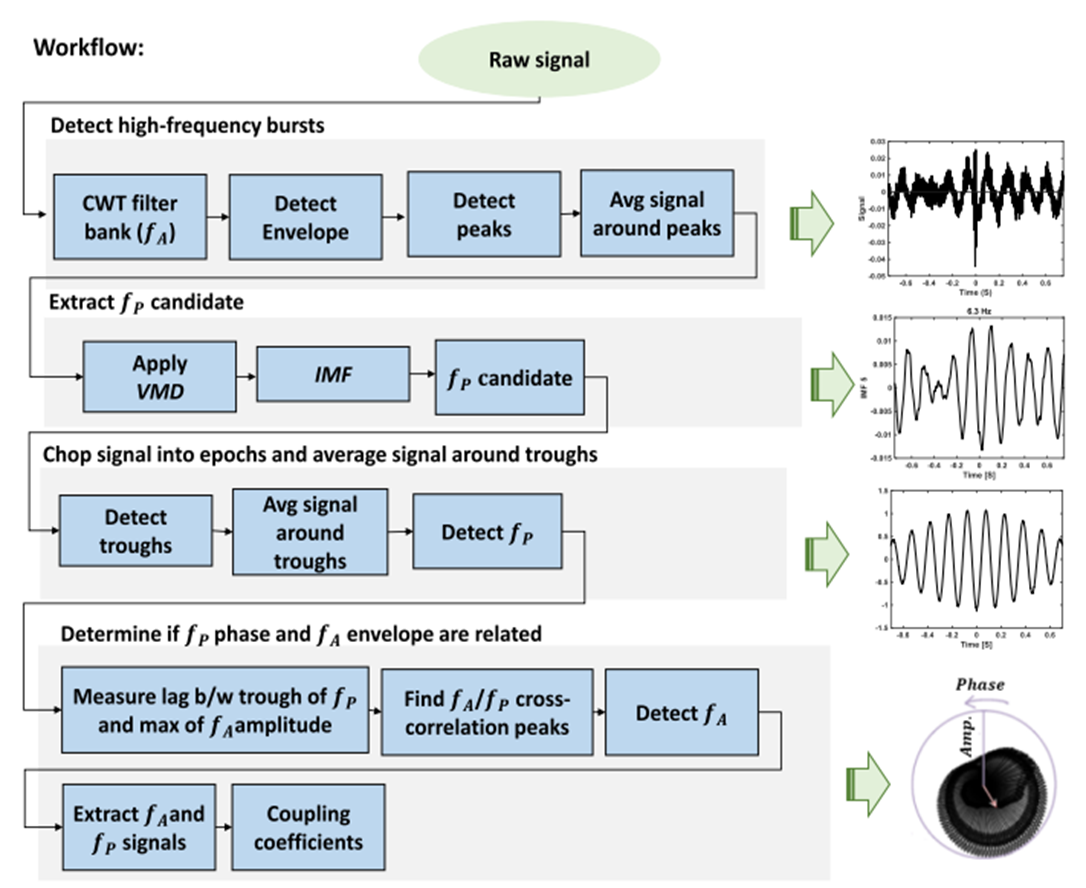 Workflow:
Raw signal
Detect high-frequency bursts
CWT filter
bank (f_A)
Detect
Envelope
Detect
peaks
Avg signal
around peaks
0.03
0.02
0.01
0
-0.01
-0.02
-0.03
-0.04
-0.05
Signal
-0.6 -0.4 -0.2 0 0.2 0.4 0.6
Time (S)
Extract f_P candidate
Apply
VMD
IMF
f_P candidate
6.3 Hz
0.015
0.01
0.005
0
-0.005
-0.01
-0.015
IMF 5
-0.6 -0.4 -0.2 0 0.2 0.4 0.6
Time [S]
Chop signal into epochs and average signal around troughs
Detect
troughs
Avg signal
around
troughs
Detect f_P
1.5
1
0.5
0
-0.5
-1
-1.5
-0.6 -0.4 -0.2 0 0.2 0.4 0.6
Time [S]
Determine if f_P phase and f_A envelope are related
Measure lag b/w trough of f_P
and max of f_A amplitude
Find f_A/f_P cross-
correlation peaks
Detect f_A
Extract f_A and
f_P signals
Coupling
coefficients
Phase
Amp.